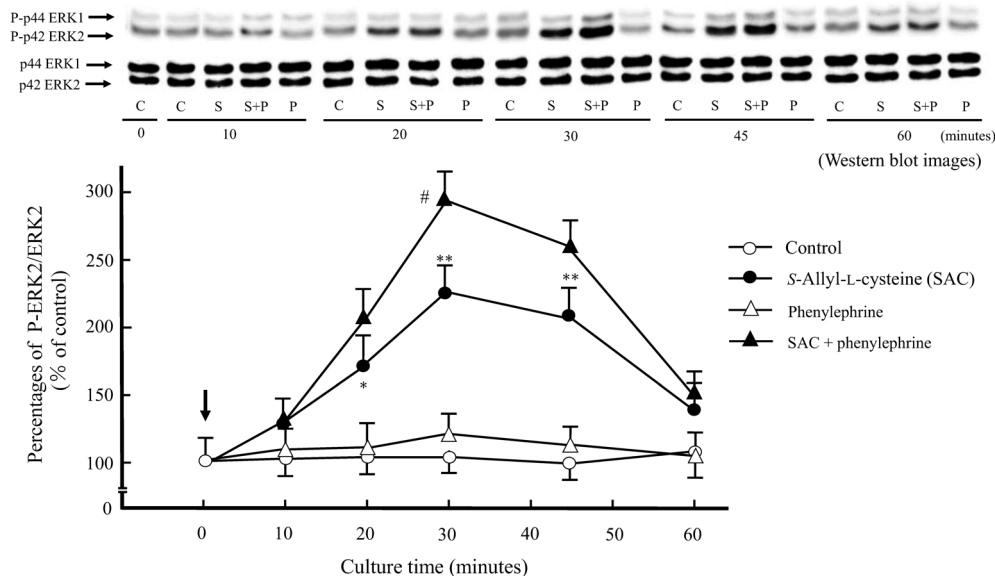 P-p44 ERK1
P-p42 ERK2
p44 ERK1
p42 ERK2
C C S S+P P C S S+P P C S S+P P C S S+P P C S S+P P
0 10 20 30 45 60 (minutes)
(Western blot images)
Percentages of P-ERK2/ERK2
(% of control)
300
250
200
150
100
0
#
**
**
*
Control
S-Allyl-L-cysteine (SAC)
Phenylephrine
SAC + phenylephrine
0 10 20 30 40 50 60
Culture time (minutes)